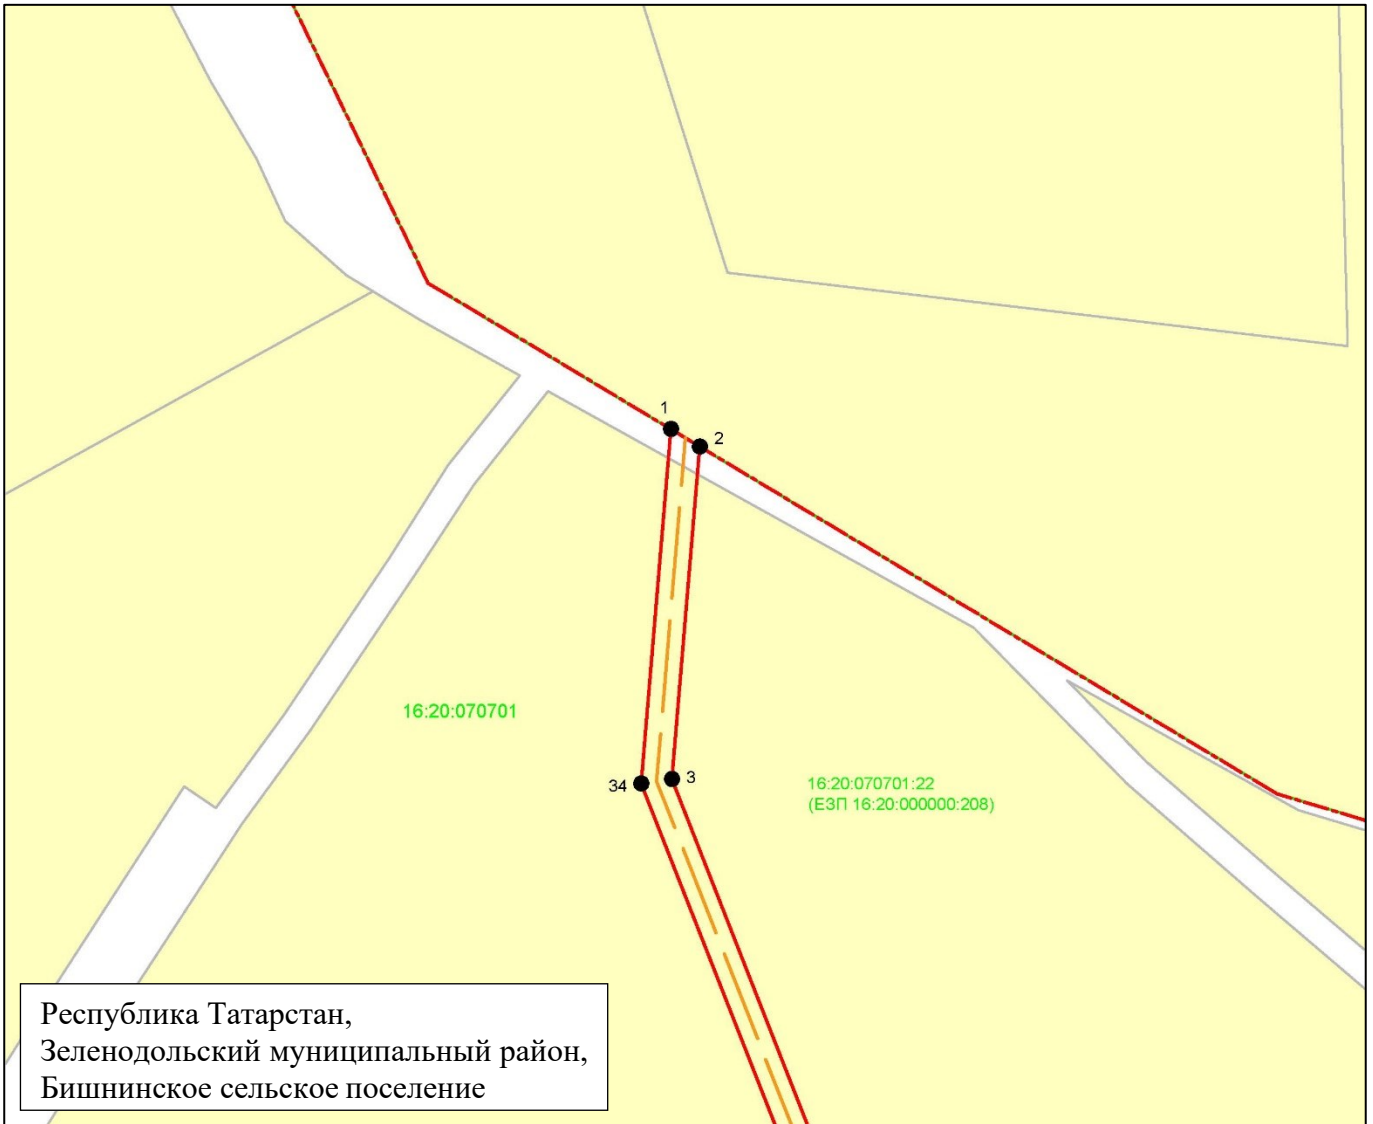 1
2
16:20:070701
34
3
16:20:070701:22
(ЕЗП 16:20:000000:208)
Республика Татарстан,
Зеленодольский муниципальный район,
Бишнинское сельское поселение